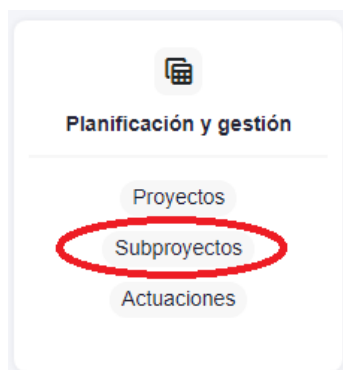 Planificación y gestión
Proyectos
Subproyectos
Actuaciones